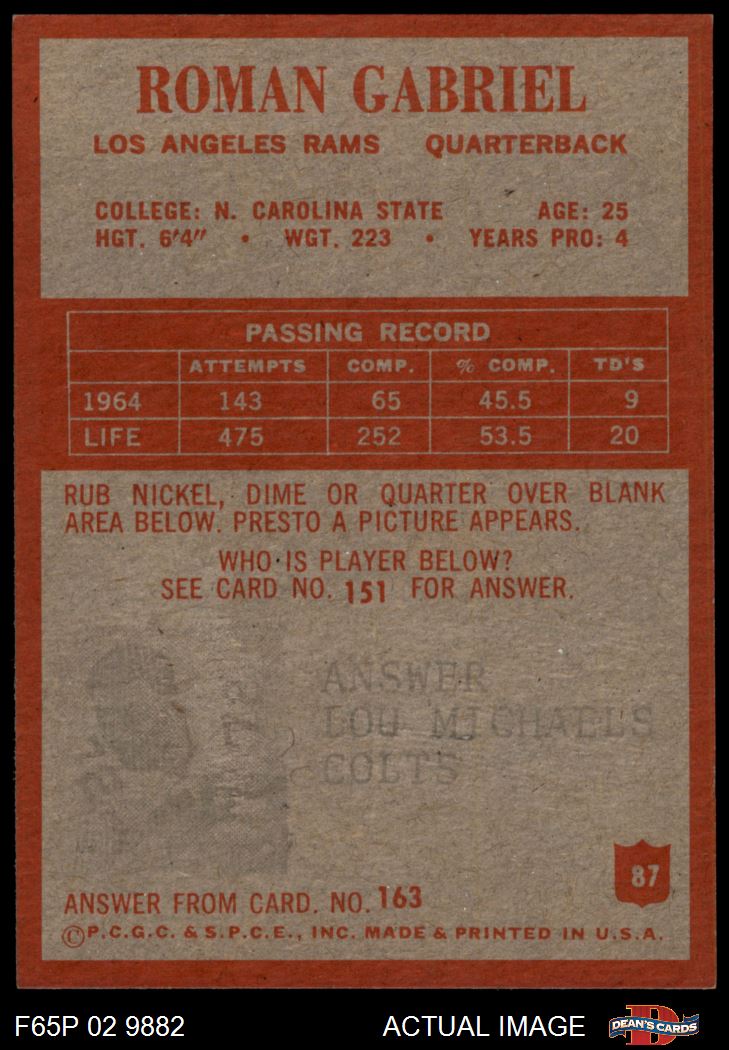 ROMAN GABRIEL
LOS ANGELES RAMS QUARTERBACK
COLLEGE: N. CAROLINA STATE AGE: 25
HGT. 6'4" • WGT. 223 • YEARS PRO: 4
PASSING RECORD
ATTEMPTS COMP. % COMP. TD'S
1964 143 65 45.5 9
LIFE 475 252 53.5 20
RUB NICKEL, DIME OR QUARTER OVER BLANK
AREA BELOW. PRESTO A PICTURE APPEARS.
WHO IS PLAYER BELOW?
SEE CARD NO. 151 FOR ANSWER.
ANSWER
LOU MICHAELS
COLTS
87
ANSWER FROM CARD. NO. 163
©P.C.G.C. & S.P.C.E., INC. MADE & PRINTED IN U.S.A.
F65P 02 9882 ACTUAL IMAGE D DEAN'S CARDS